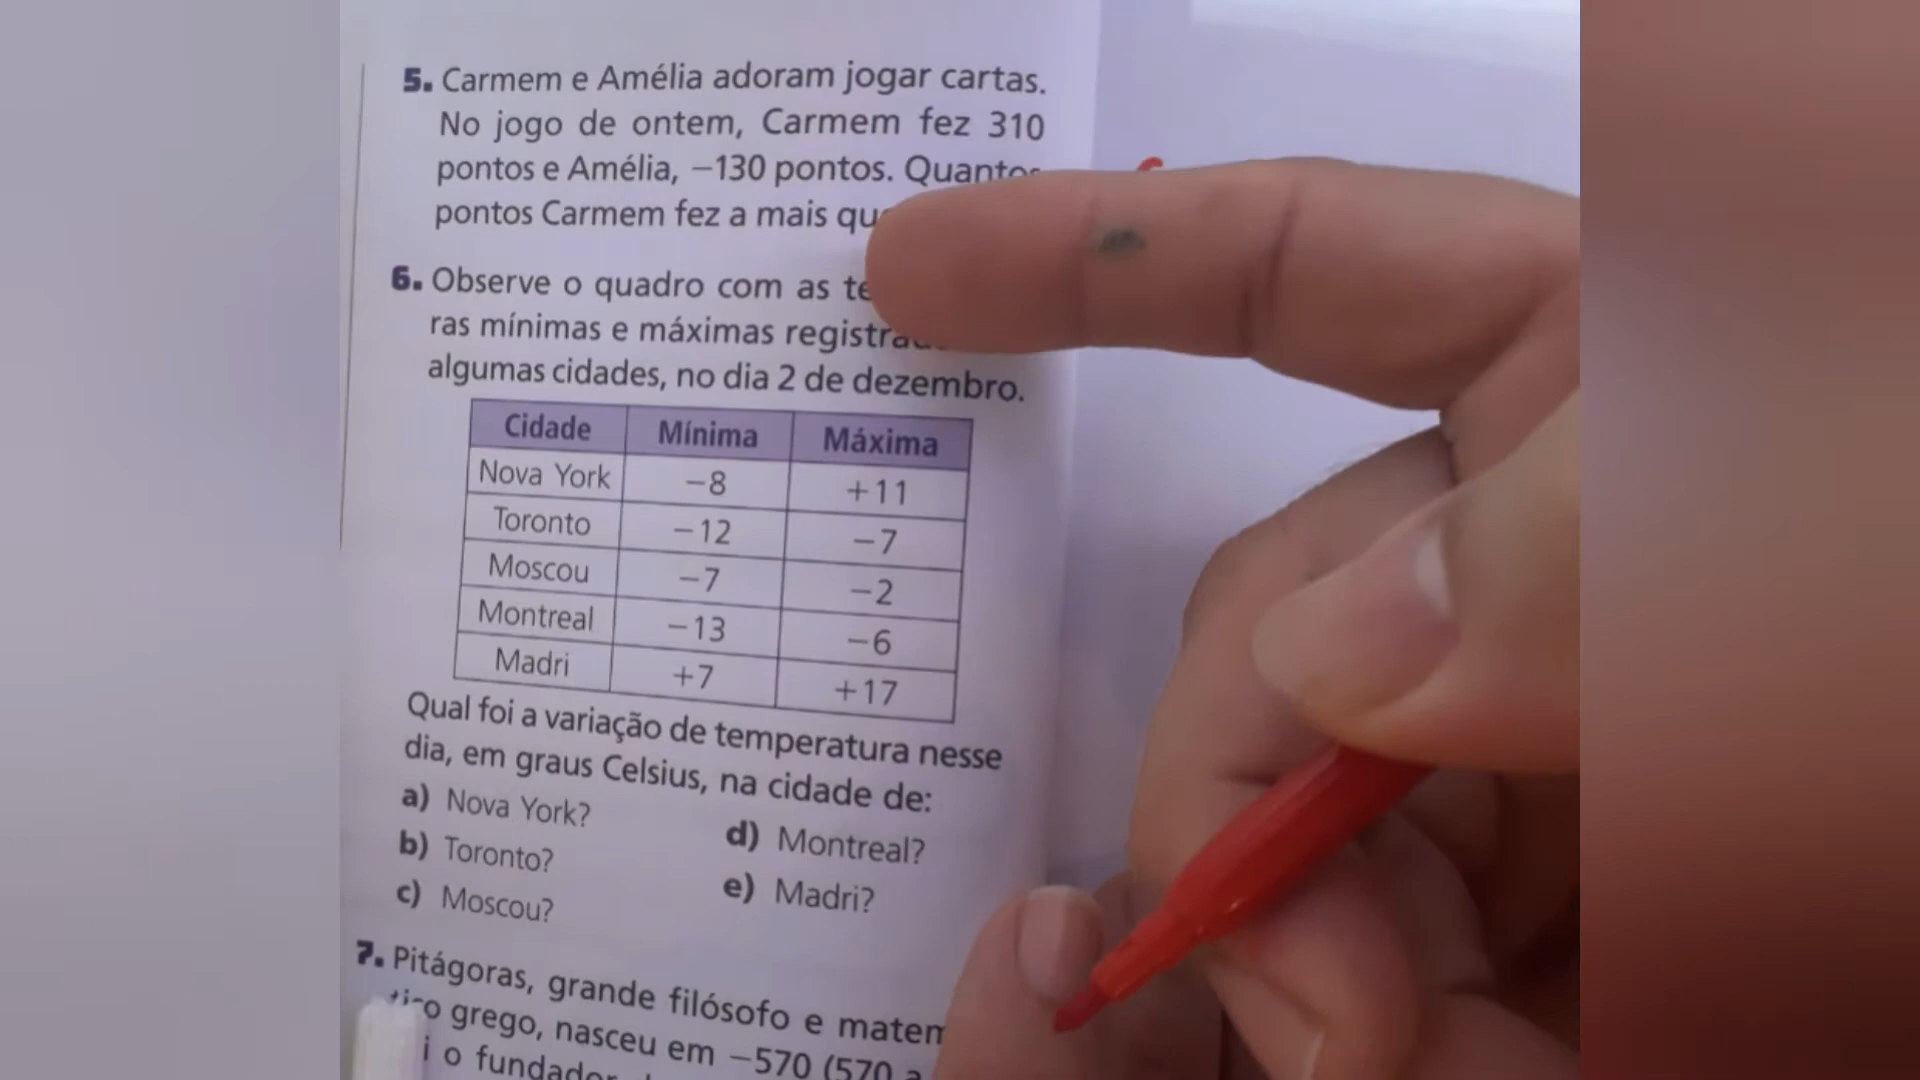 5. Carmem e Amélia adoram jogar cartas.
No jogo de ontem, Carmem fez 310
pontos e Amélia, −130 pontos. Quantos
pontos Carmem fez a mais
6. Observe o quadro com as
ras mínimas e máximas
algumas cidades, no dia 2 de dezembro.
Cidade Mínima Máxima
Nova York −8 +11
Toronto −12 −7
Moscou −7 −2
Montreal −13 −6
Madri +7 +17
Qual foi a variação de temperatura nesse
dia, em graus Celsius, na cidade de:
a) Nova York?
b) Toronto?
c) Moscou?
d) Montreal?
e) Madri?
7. Pitágoras, grande filósofo e
grego, nasceu em −570 (570
o